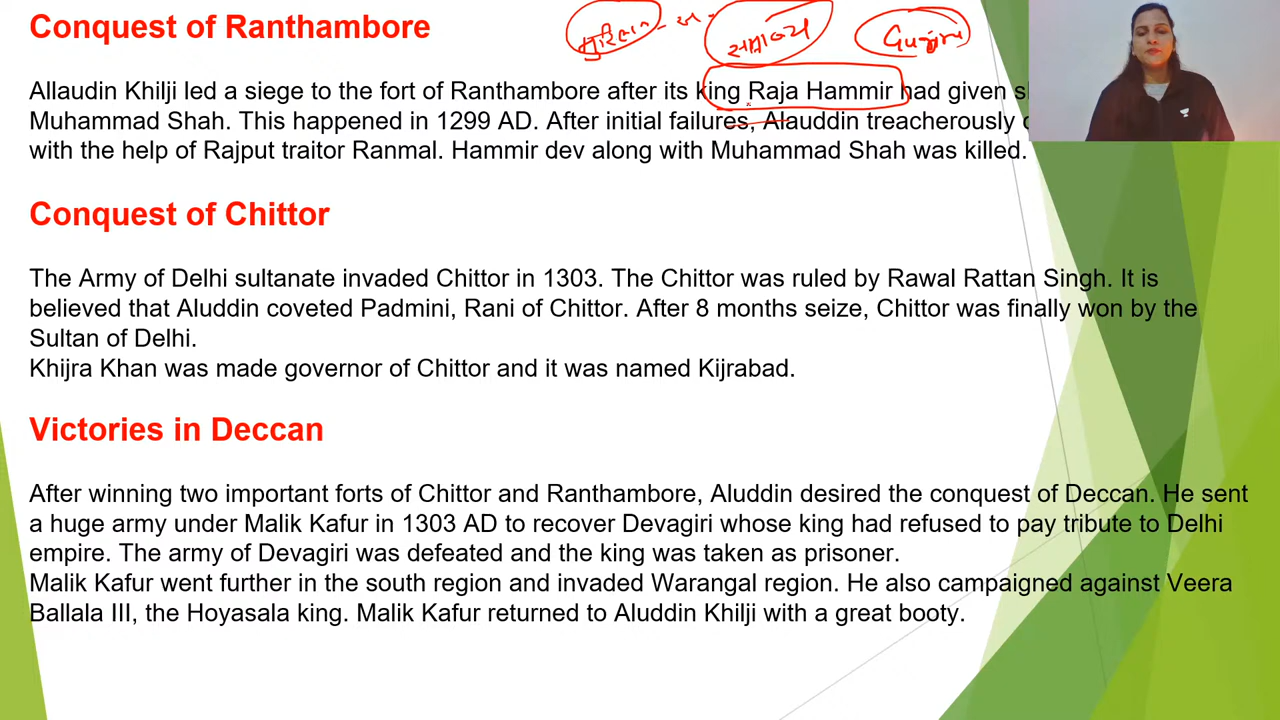 Conquest of Ranthambore
Allaudin Khilji led a siege to the fort of Ranthambore after its king Raja Hammir had given
Muhammad Shah. This happened in 1299 AD. After initial failures, Alauddin treacherously
with the help of Rajput traitor Ranmal. Hammir dev along with Muhammad Shah was killed.
Conquest of Chittor
The Army of Delhi sultanate invaded Chittor in 1303. The Chittor was ruled by Rawal Rattan Singh. It is
believed that Aluddin coveted Padmini, Rani of Chittor. After 8 months seize, Chittor was finally won by the
Sultan of Delhi.
Khijra Khan was made governor of Chittor and it was named Kijrabad.
Victories in Deccan
After winning two important forts of Chittor and Ranthambore, Aluddin desired the conquest of Deccan. He sent
a huge army under Malik Kafur in 1303 AD to recover Devagiri whose king had refused to pay tribute to Delhi
empire. The army of Devagiri was defeated and the king was taken as prisoner.
Malik Kafur went further in the south region and invaded Warangal region. He also campaigned against Veera
Ballala III, the Hoyasala king. Malik Kafur returned to Aluddin Khilji with a great booty.